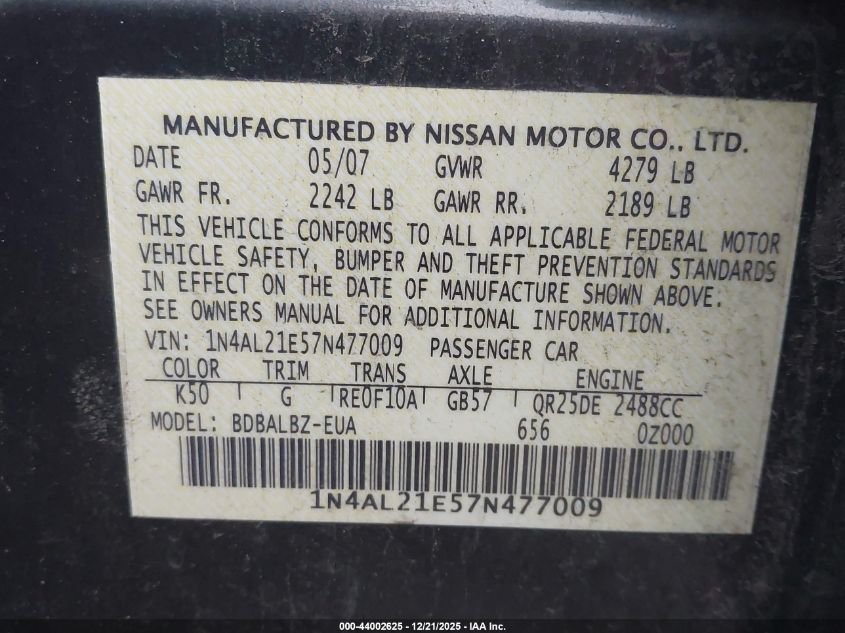 MANUFACTURED BY NISSAN MOTOR CO., LTD.
DATE 05/07 GVWR 4279 LB
GAWR FR. 2242 LB GAWR RR. 2189 LB
THIS VEHICLE CONFORMS TO ALL APPLICABLE FEDERAL MOTOR
VEHICLE SAFETY, BUMPER AND THEFT PREVENTION STANDARDS
IN EFFECT ON THE DATE OF MANUFACTURE SHOWN ABOVE.
SEE OWNERS MANUAL FOR ADDITIONAL INFORMATION.
VIN: 1N4AL21E57N477009 PASSENGER CAR
COLOR TRIM TRANS AXLE ENGINE
K50 G RE0F10A GB57 QR25DE 2488CC
MODEL: BDBALBZ-EUA 656 0Z000
1N4AL21E57N477009
000-44002625 - 12/21/2025 - IAA Inc.